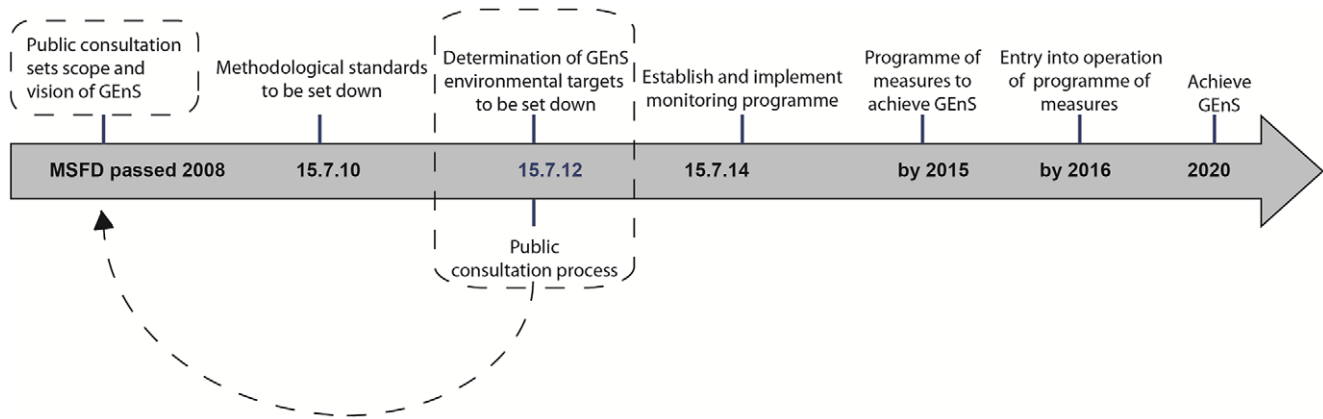 Public consultation
sets scope and
vision of GEnS
Methodological standards
to be set down
Determination of GEnS
environmental targets
to be set down
Establish and implement
monitoring programme
Programme of
measures to
achieve GEnS
Entry into operation
of programme of
measures
Achieve
GEnS
MSFD passed 2008
15.7.10
15.7.12
15.7.14
by 2015
by 2016
2020
Public
consultation process